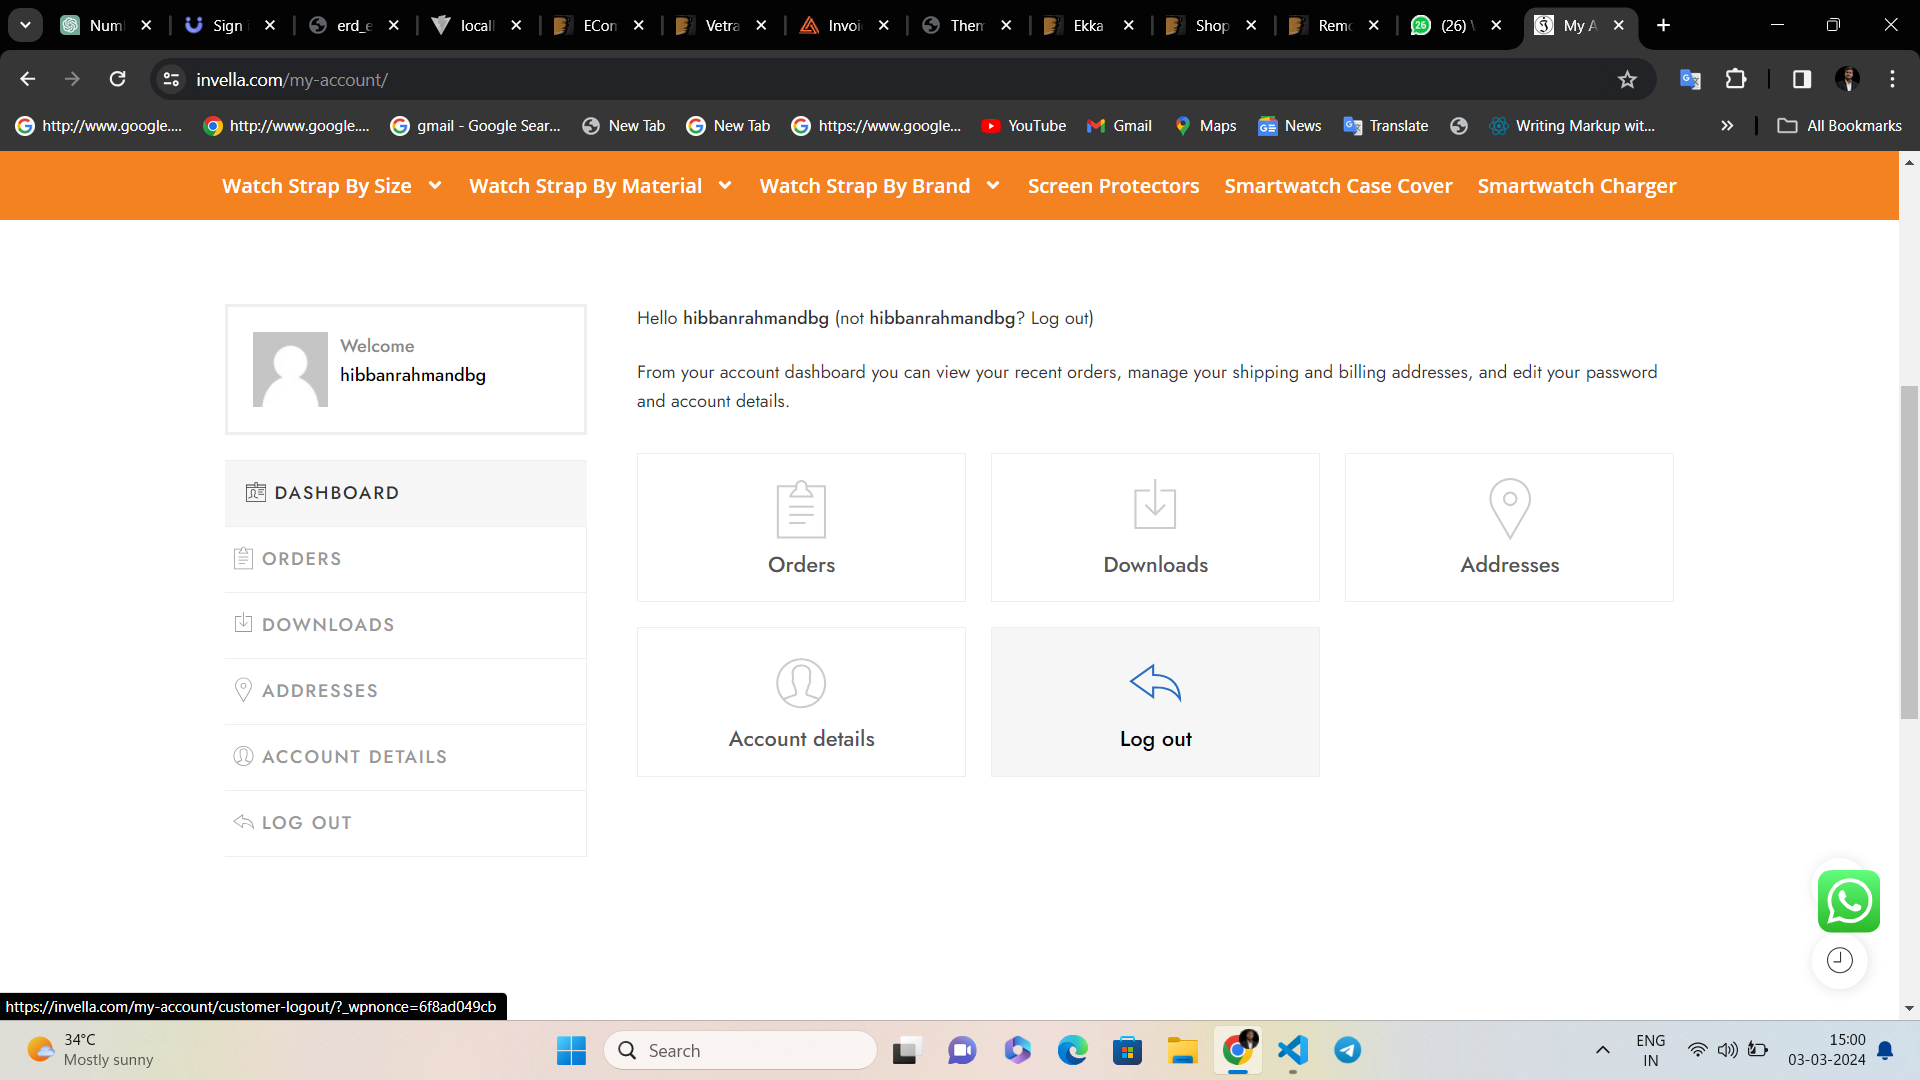 Num
Sign i
erd_e
locall
ECom
Vetra
Invoi
Them
Ekka
Shop
Remo
(26)
My A
invella.com/my-account/
http://www.google....
http://www.google....
gmail - Google Sear...
New Tab
New Tab
https://www.google...
YouTube
Gmail
Maps
News
Translate
Writing Markup wit...
All Bookmarks
Watch Strap By Size
Watch Strap By Material
Watch Strap By Brand
Screen Protectors
Smartwatch Case Cover
Smartwatch Charger
Welcome
hibbanrahmandbg
DASHBOARD
ORDERS
DOWNLOADS
ADDRESSES
ACCOUNT DETAILS
LOG OUT
Hello hibbanrahmandbg (not hibbanrahmandbg? Log out)
From your account dashboard you can view your recent orders, manage your shipping and billing addresses, and edit your password
and account details.
Orders
Downloads
Addresses
Account details
Log out
https://invella.com/my-account/customer-logout/?_wpnonce=6f8ad049cb
34°C
Mostly sunny
Search
ENG
IN
15:00
03-03-2024